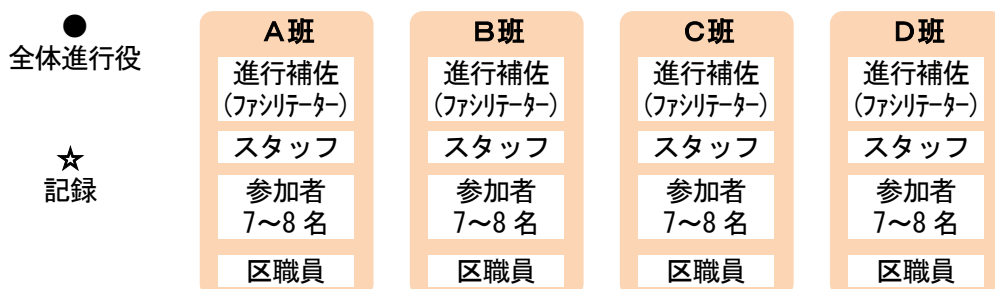 ●
全体進行役
☆
記録
A班
進行補佐
(ファシリテーター)
スタッフ
参加者
7～8名
区職員
B班
進行補佐
(ファシリテーター)
スタッフ
参加者
7～8名
区職員
C班
進行補佐
(ファシリテーター)
スタッフ
参加者
7～8名
区職員
D班
進行補佐
(ファシリテーター)
スタッフ
参加者
7～8名
区職員